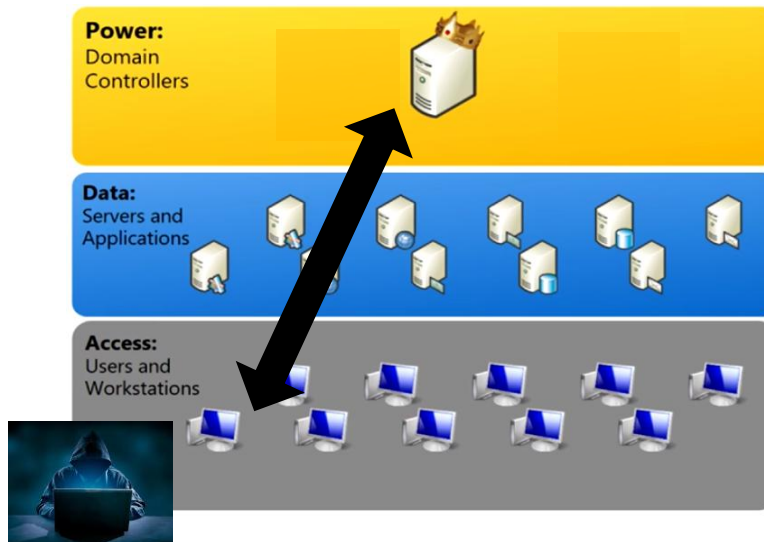 Power:
Domain
Controllers
Data:
Servers and
Applications
Access:
Users and
Workstations